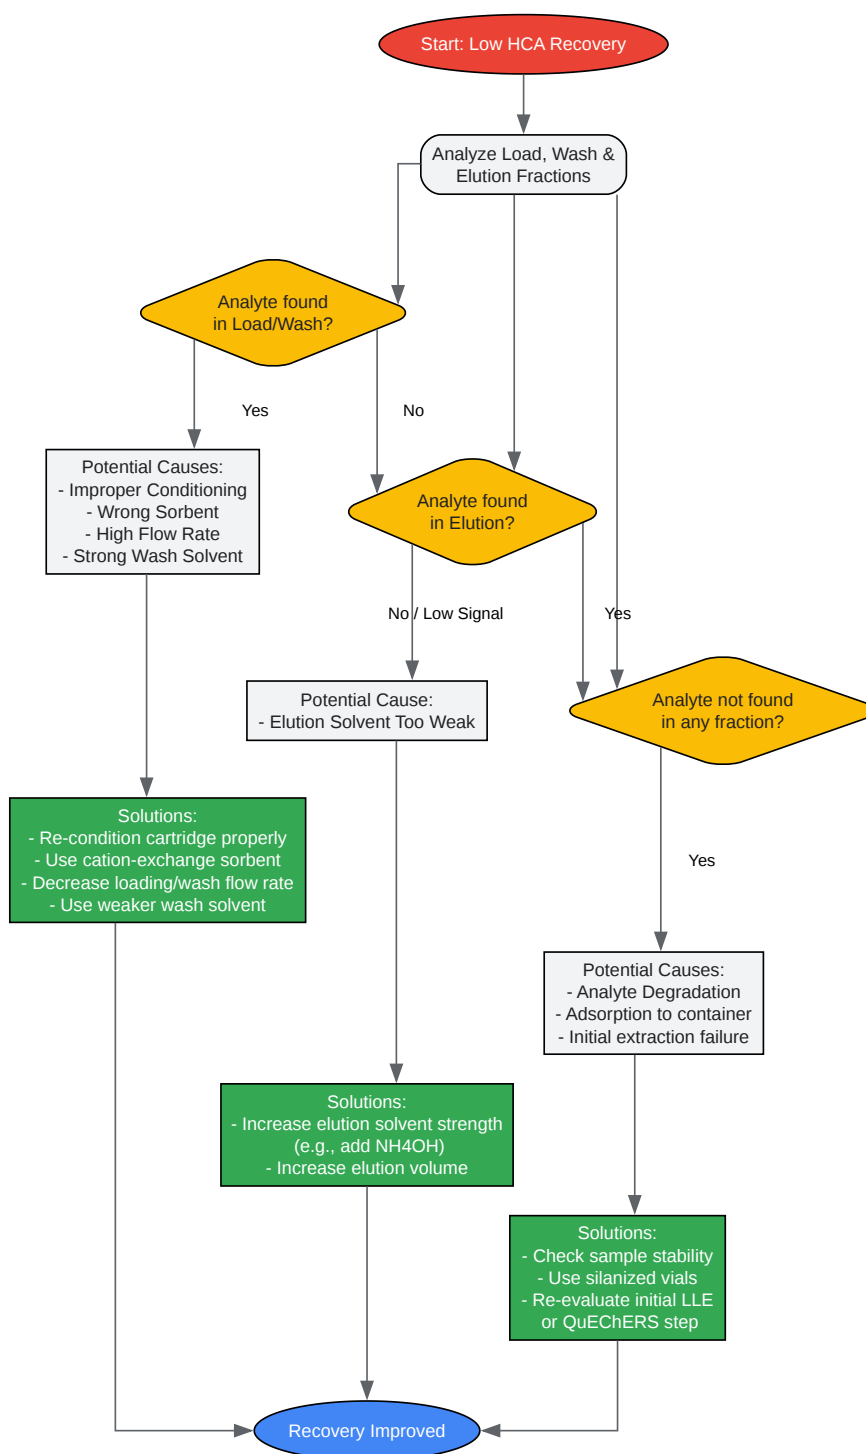 Start: Low HCA Recovery
Analyze Load, Wash &
Elution Fractions
Analyte found
in Load/Wash?
Yes
No
Potential Causes:
- Improper Conditioning
- Wrong Sorbent
- High Flow Rate
- Strong Wash Solvent
Analyte found
in Elution?
No / Low Signal
Yes
Potential Cause:
- Elution Solvent Too Weak
Analyte not found
in any fraction?
Solutions:
- Re-condition cartridge properly
- Use cation-exchange sorbent
- Decrease loading/wash flow rate
- Use weaker wash solvent
Yes
Potential Causes:
- Analyte Degradation
- Adsorption to container
- Initial extraction failure
Solutions:
- Increase elution solvent strength
(e.g., add NH4OH)
- Increase elution volume
Solutions:
- Check sample stability
- Use silanized vials
- Re-evaluate initial LLE
or QuEChERS step
Recovery Improved